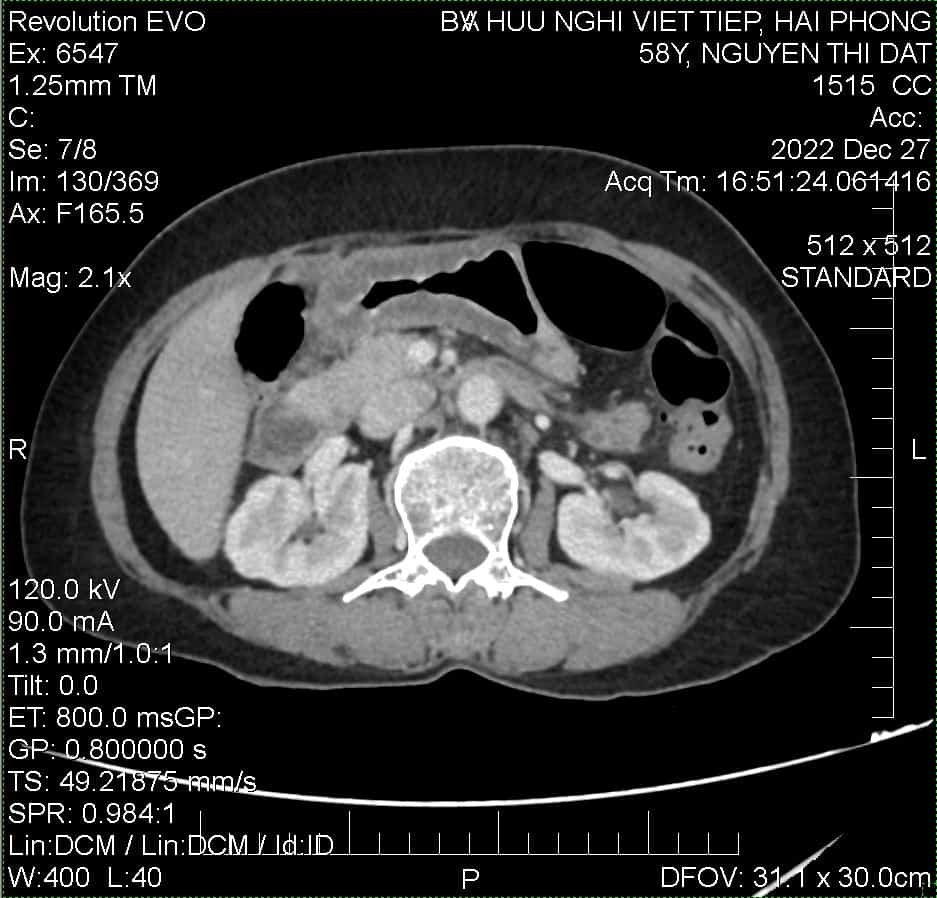 Revolution EVO
Ex: 6547
1.25mm TM
C:
Se: 7/8
Im: 130/369
Ax: F165.5
Mag: 2.1x
HUU NGHI VIET TIEP, HAI PHONG
58Y, NGUYEN THI DAT
1515 CC
Acc:
2022 Dec 27
Acq Tm: 16:51:24.061416
512 x 512
STANDARD
R
L
120.0 kV
90.0 mA
1.3 mm/1.0:1
Tilt: 0.0
ET: 800.0 msGP:
GP: 0.800000 s
TS: 49.21875 mm/s
SPR: 0.984:1
Lin:DCM / Lin:DCM / Id:ID
W:400 L:40
P
DFOV: 31.1 x 30.0cm